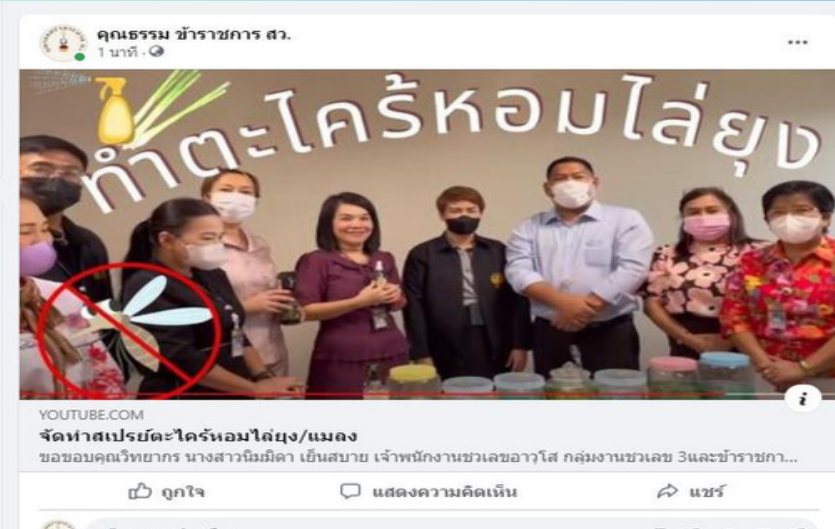 คุณธรรม ข้าราชการ สว.
1 นาที ·
ทำตะไคร้หอมไล่ยุง
YOUTUBE.COM
จัดทำสเปรย์ตะไคร้หอมไล่ยุง/แมลง
ขอขอบคุณวิทยากร นางสาวนิมมิดา เย็นสบาย เจ้าพนักงานชวเลขอาวุโส กลุ่มงานชวเลข 3และข้าราชกา...
ถูกใจ
แสดงความคิดเห็น
แชร์